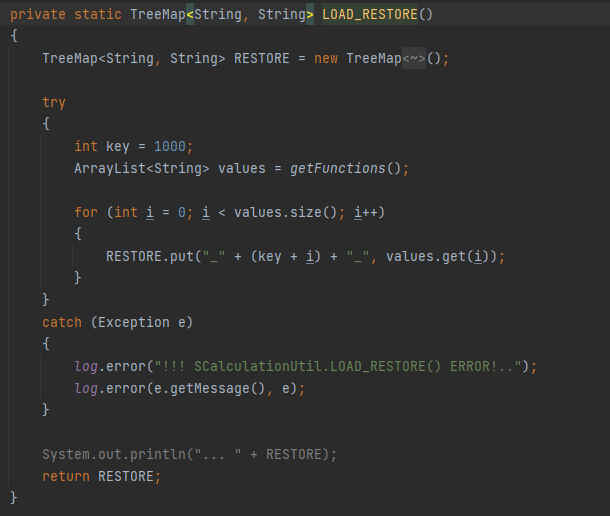 private static TreeMap<String, String> LOAD_RESTORE()
{
    TreeMap<String, String> RESTORE = new TreeMap<~>();

    try
    {
        int key = 1000;
        ArrayList<String> values = getFunctions();

        for (int i = 0; i < values.size(); i++)
        {
            RESTORE.put("_" + (key + i) + "_", values.get(i));
        }
    }
    catch (Exception e)
    {
        log.error("!!! SCalculationUtil.LOAD_RESTORE() ERROR!..");
        log.error(e.getMessage(), e);
    }

    System.out.println("... " + RESTORE);
    return RESTORE;
}